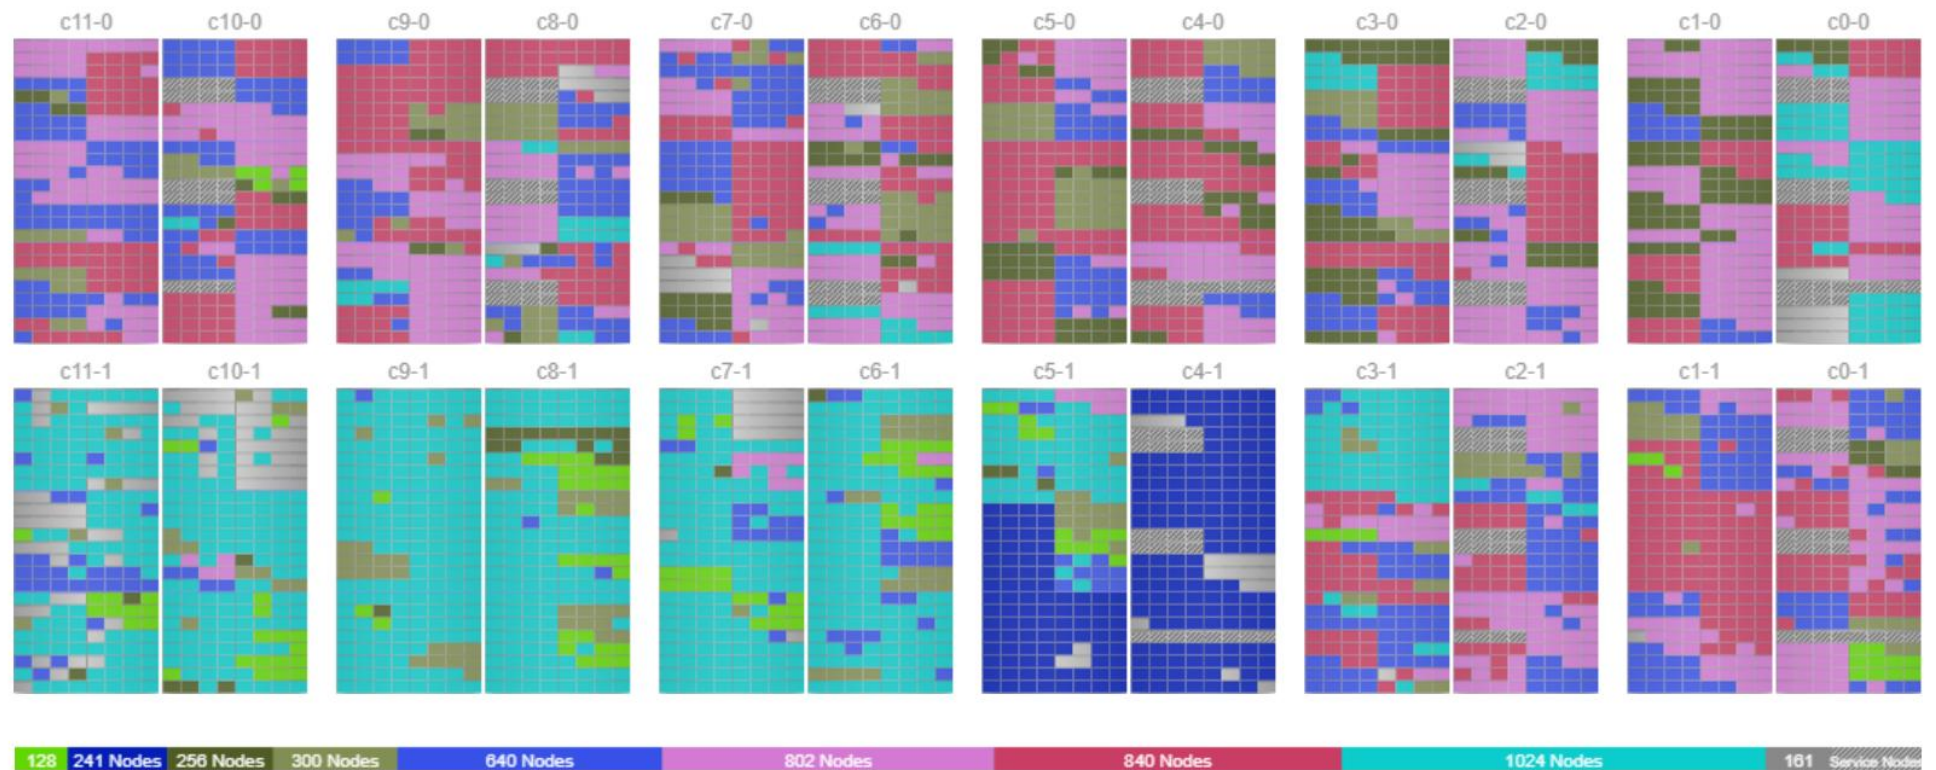 c11-0 c10-0 c9-0 c8-0 c7-0 c6-0 c5-0 c4-0 c3-0 c2-0 c1-0 c0-0
c11-1 c10-1 c9-1 c8-1 c7-1 c6-1 c5-1 c4-1 c3-1 c2-1 c1-1 c0-1
128 241 Nodes 256 Nodes 300 Nodes 640 Nodes 802 Nodes 840 Nodes 1024 Nodes 161 Service Nodes